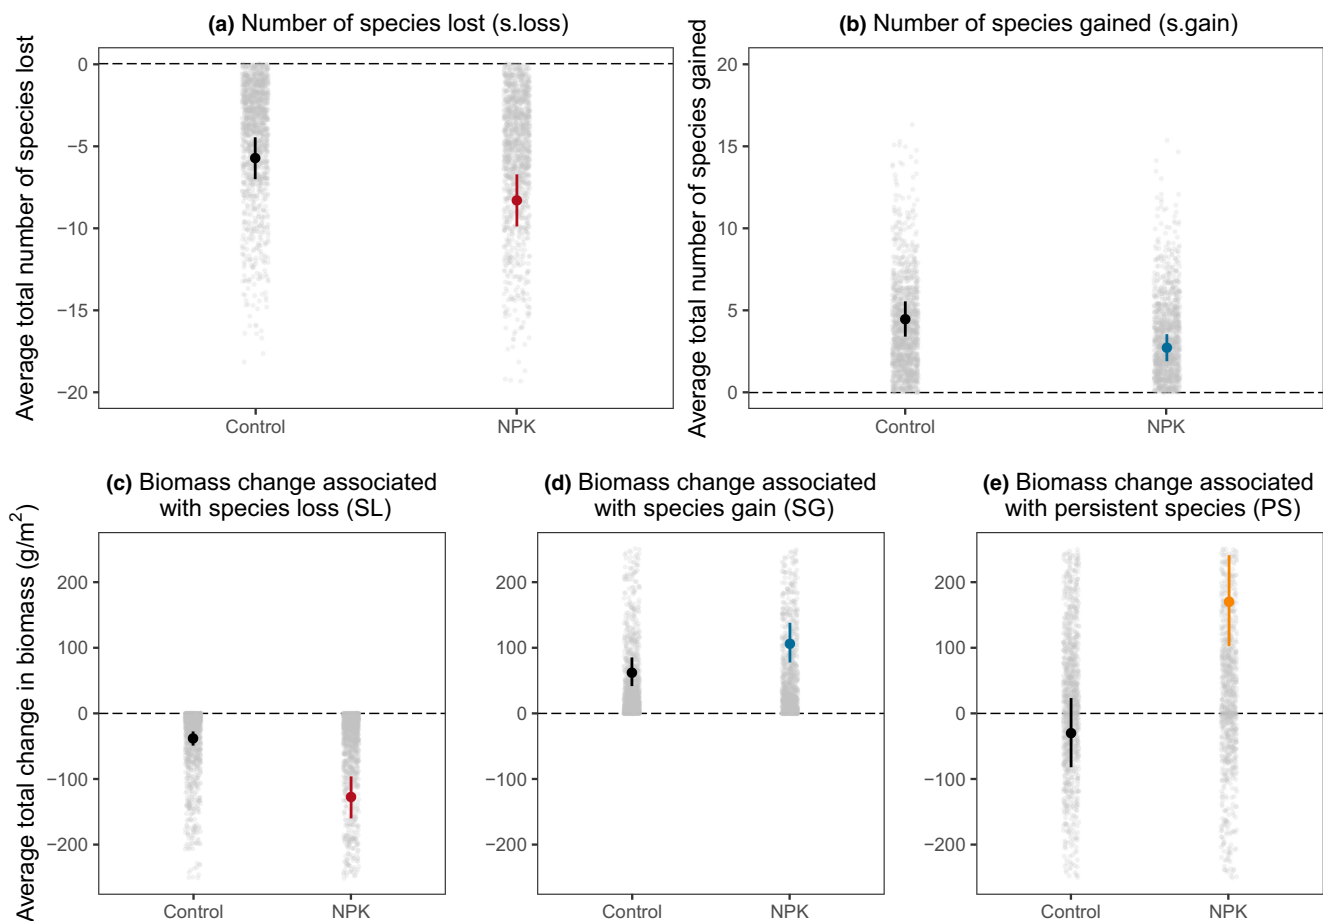 (a) Number of species lost (s.loss)
Average total number of species lost
0
−5
−10
−15
−20
Control
NPK
(b) Number of species gained (s.gain)
Average total number of species gained
20
15
10
5
0
Control
NPK
(c) Biomass change associated
with species loss (SL)
Average total change in biomass (g/m²)
200
100
0
−100
−200
Control
NPK
(d) Biomass change associated
with species gain (SG)
200
100
0
−100
−200
Control
NPK
(e) Biomass change associated
with persistent species (PS)
200
100
0
−100
−200
Control
NPK